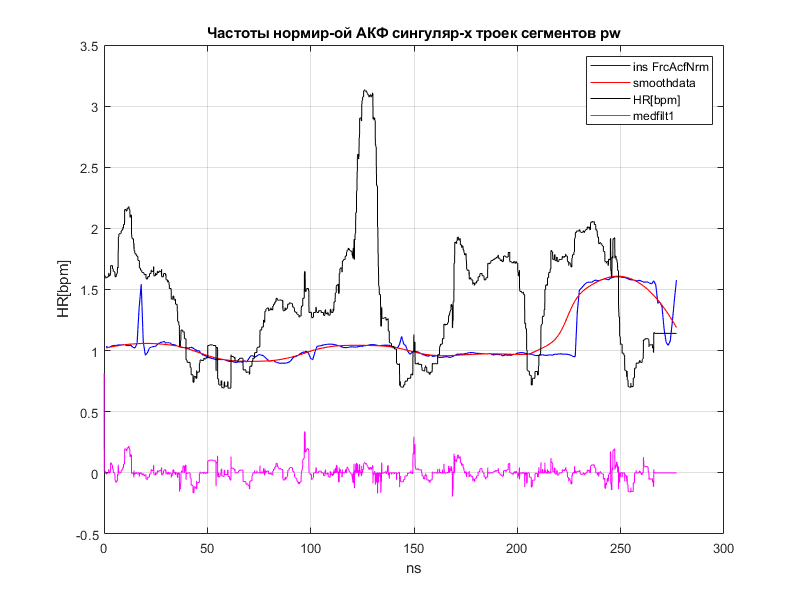 Частоты нормир-ой АКФ сингуляр-х троек сегментов pw
3.5
3
2.5
2
1.5
1
0.5
0
-0.5
HR[bpm]
ins FrcAcfNrm
smoothdata
HR[bpm]
medfilt1
0
50
100
150
200
250
300
ns